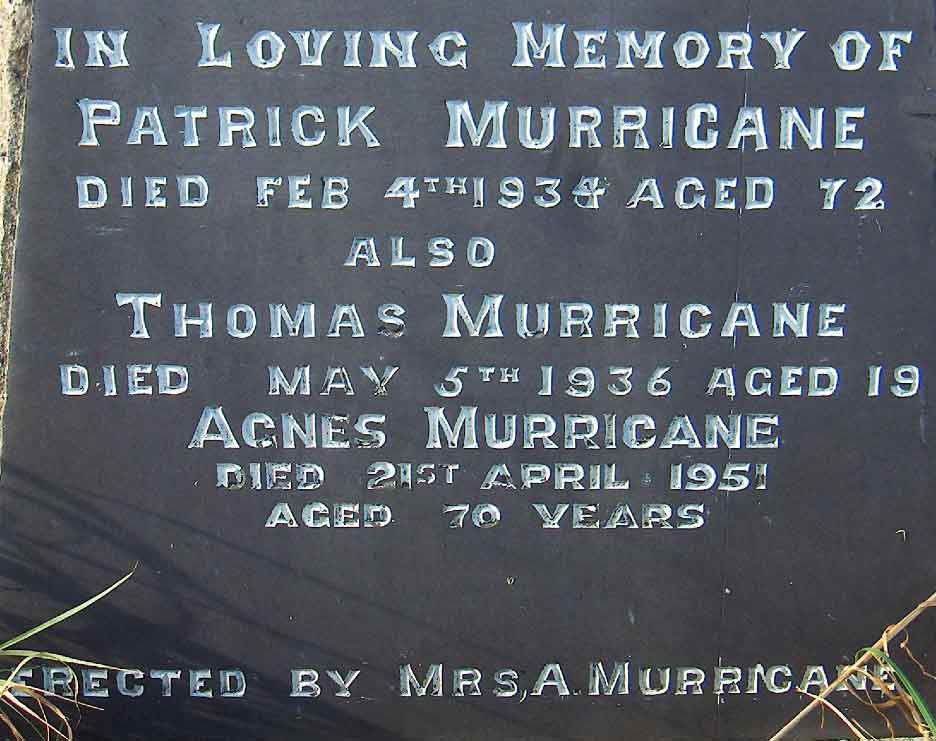 IN LOVING MEMORY OF
PATRICK MURRICANE
DIED FEB 4TH 1934 AGED 72
ALSO
THOMAS MURRICANE
DIED MAY 5TH 1936 AGED 19
AGNES MURRICANE
DIED 21ST APRIL 1951
AGED 70 YEARS
ERECTED BY MRS, A. MURRICANE